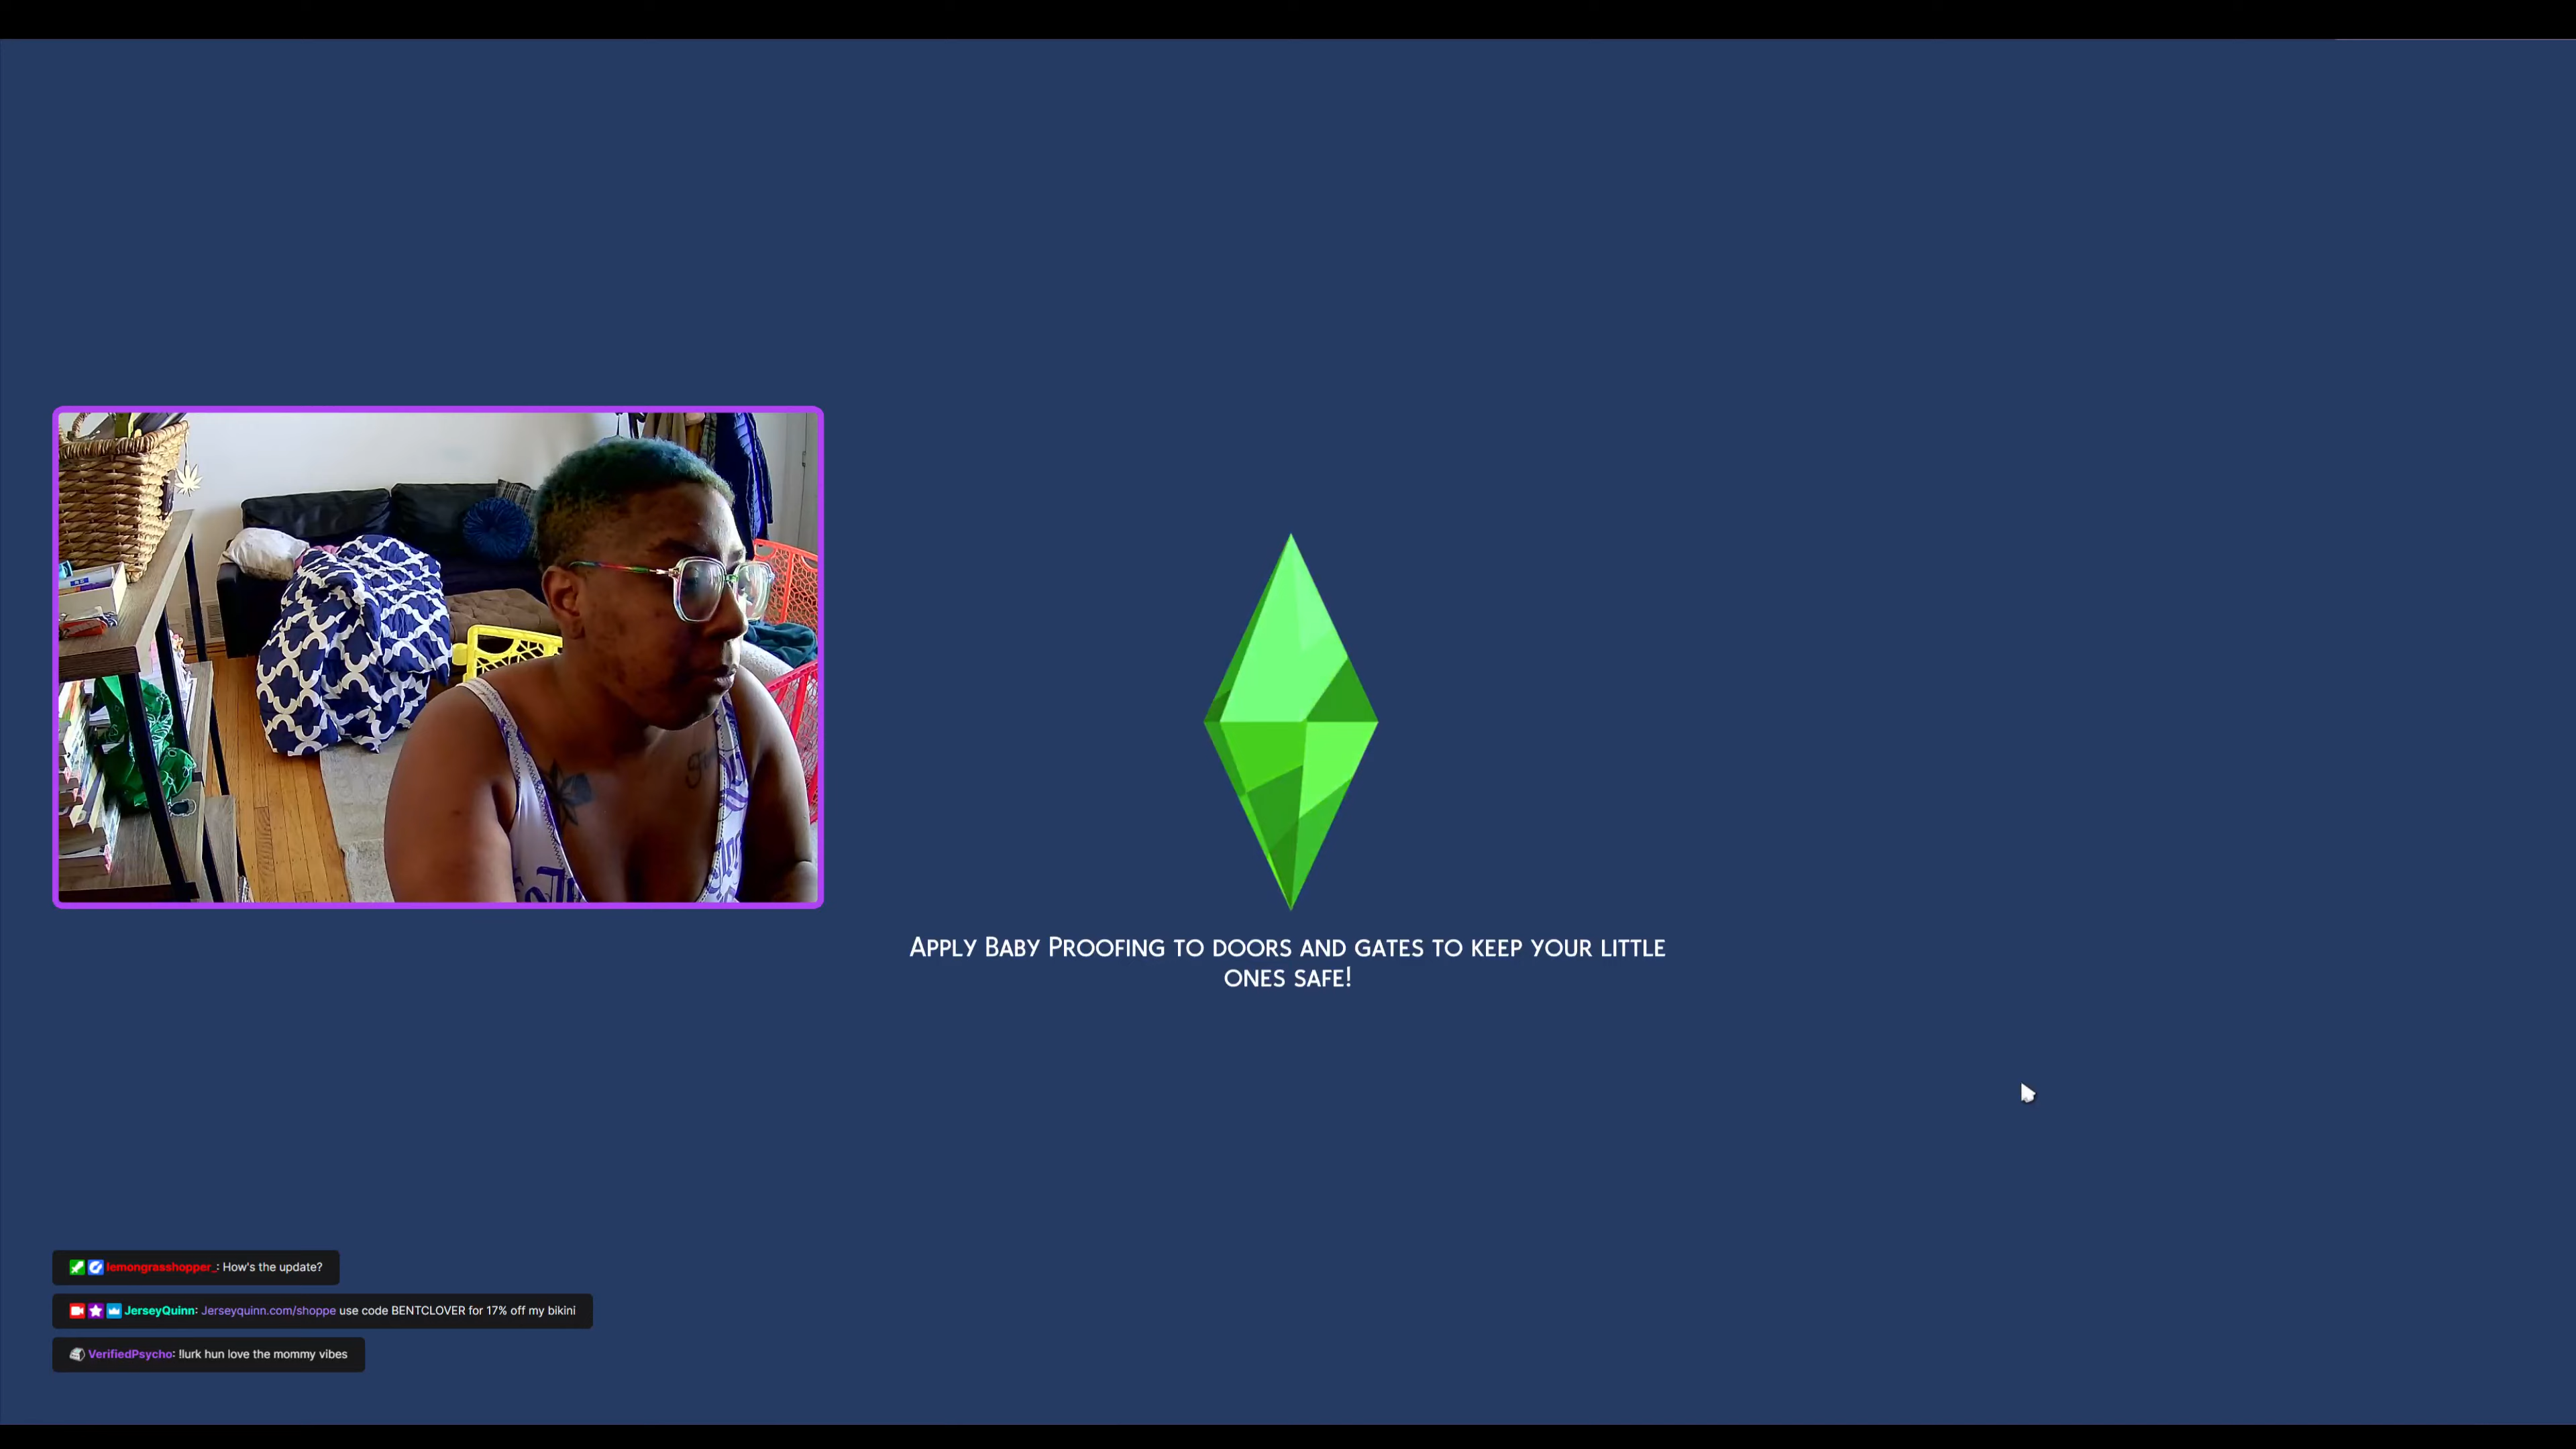 APPLY BABY PROOFING TO DOORS AND GATES TO KEEP YOUR LITTLE
ONES SAFE!
lemongrasshopper_: How's the update?
JerseyQuinn: Jerseyquinn.com/shoppe use code BENTCLOVER for 17% off my bikini
VerifiedPsycho: !lurk hun love the mommy vibes